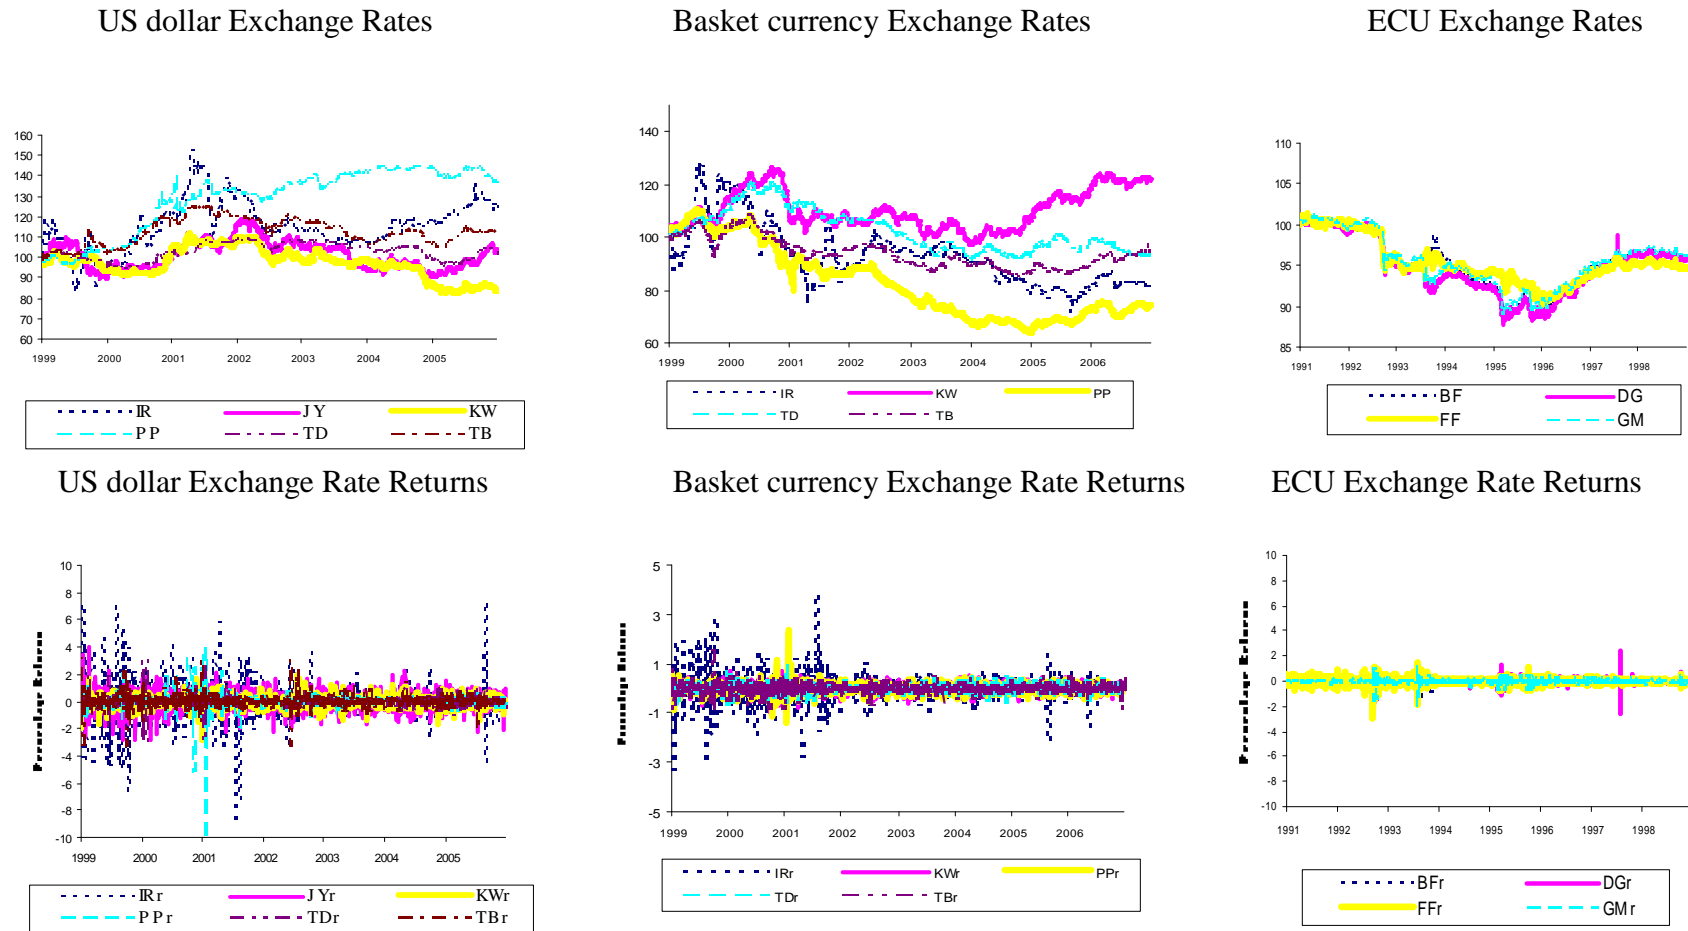 US dollar Exchange Rates
160
150
140
130
120
110
100
90
80
70
60
1999 2000 2001 2002 2003 2004 2005
IR JY KW
PP TD TB
Basket currency Exchange Rates
140
120
100
80
60
1999 2000 2001 2002 2003 2004 2005 2006
IR KW PP
TD TB
ECU Exchange Rates
110
105
100
95
90
85
1991 1992 1993 1994 1995 1996 1997 1998
BF DG
FF GM
US dollar Exchange Rate Returns
10
8
6
4
2
0
-2
-4
-6
-8
-10
1999 2000 2001 2002 2003 2004 2005
IRr JYr KWr
PPr TDr TBr
Basket currency Exchange Rate Returns
5
3
1
-1
-3
-5
1999 2000 2001 2002 2003 2004 2005 2006
IRr KWr PPr
TDr TBr
ECU Exchange Rate Returns
10
8
6
4
2
0
-2
-4
-6
-8
-10
1991 1992 1993 1994 1995 1996 1997 1998
BFr DGr
FFr GMr